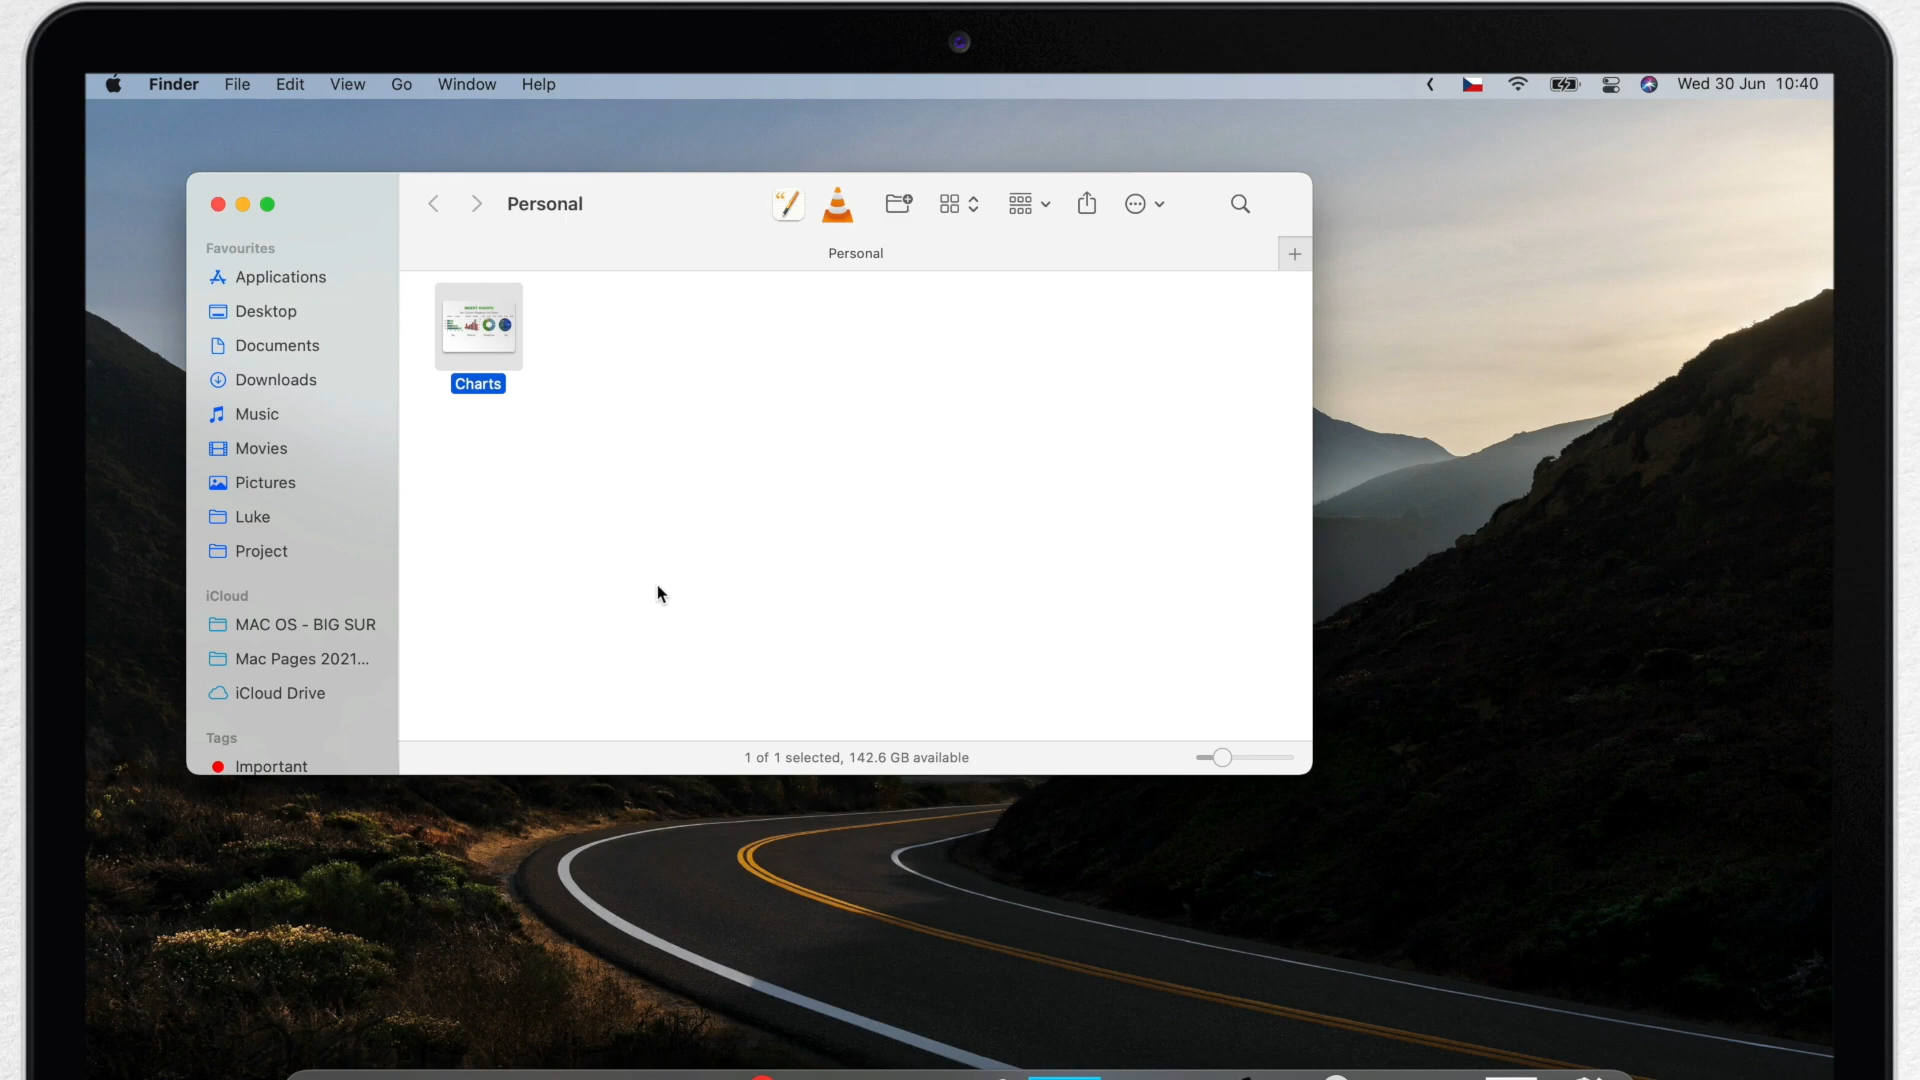 Finder File Edit View Go Window Help Wed 30 Jun 10:40
Personal
Favourites
Personal
Applications
Desktop
Documents
Downloads
Music
Movies
Pictures
Luke
Project
iCloud
MAC OS - BIG SUR
Mac Pages 2021...
iCloud Drive
Tags
Important
Charts
1 of 1 selected, 142.6 GB available